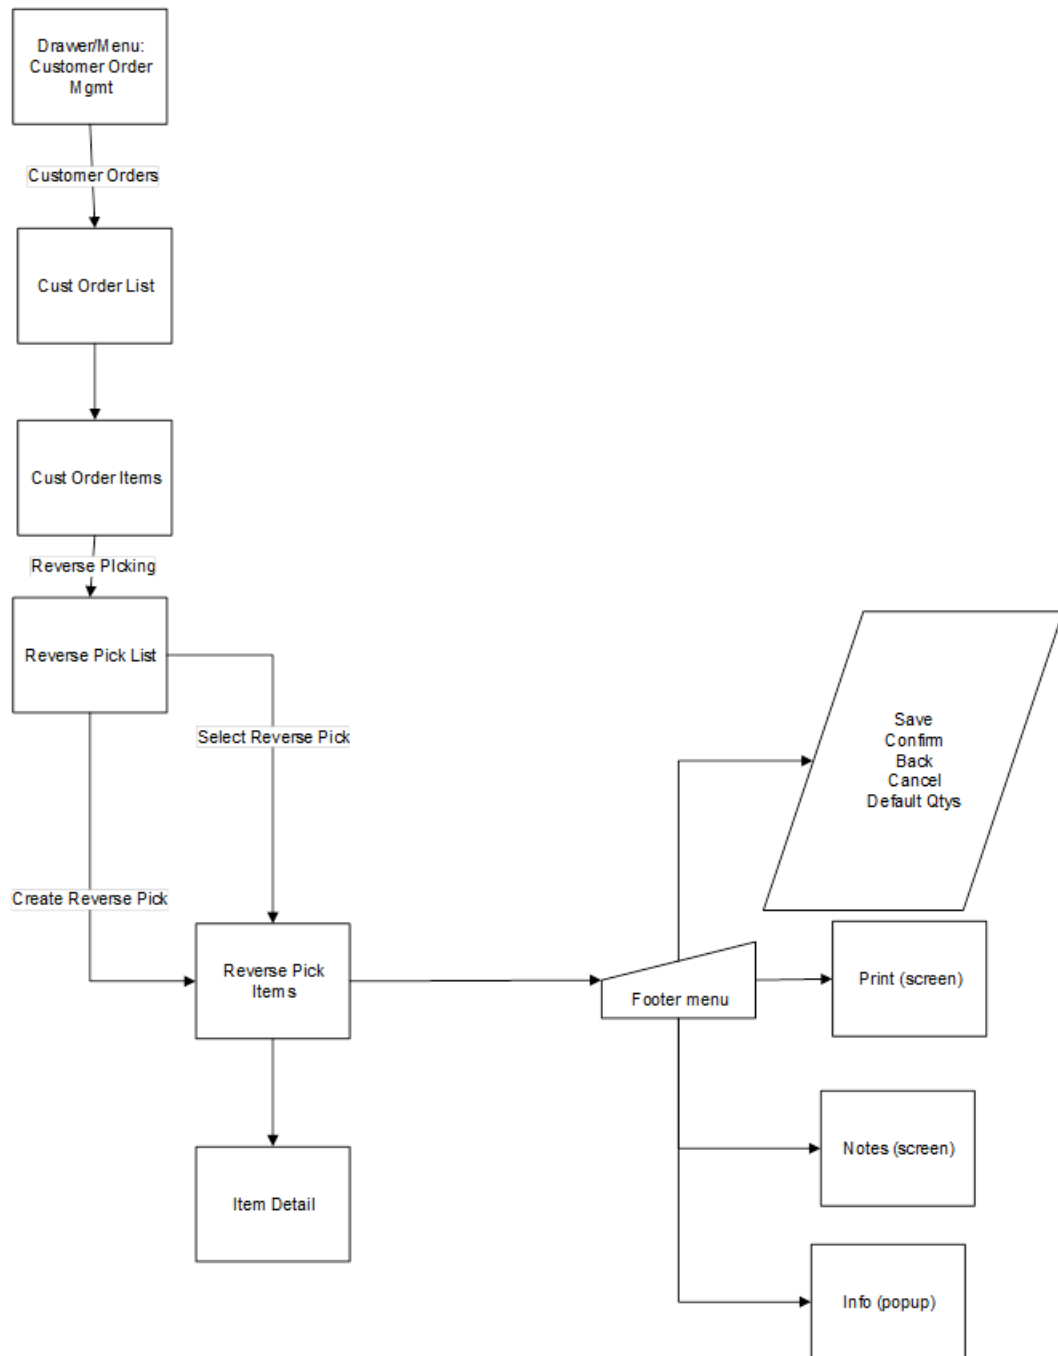 Drawer/Menu:
Customer Order
Mgmt
Customer Orders
Cust Order List
Cust Order Items
Reverse PIcking
Reverse Pick List
Select Reverse Pick
Create Reverse Pick
Reverse Pick
Items
Item Detail
Footer menu
Save
Confirm
Back
Cancel
Default Qtys
Print (screen)
Notes (screen)
Info (popup)